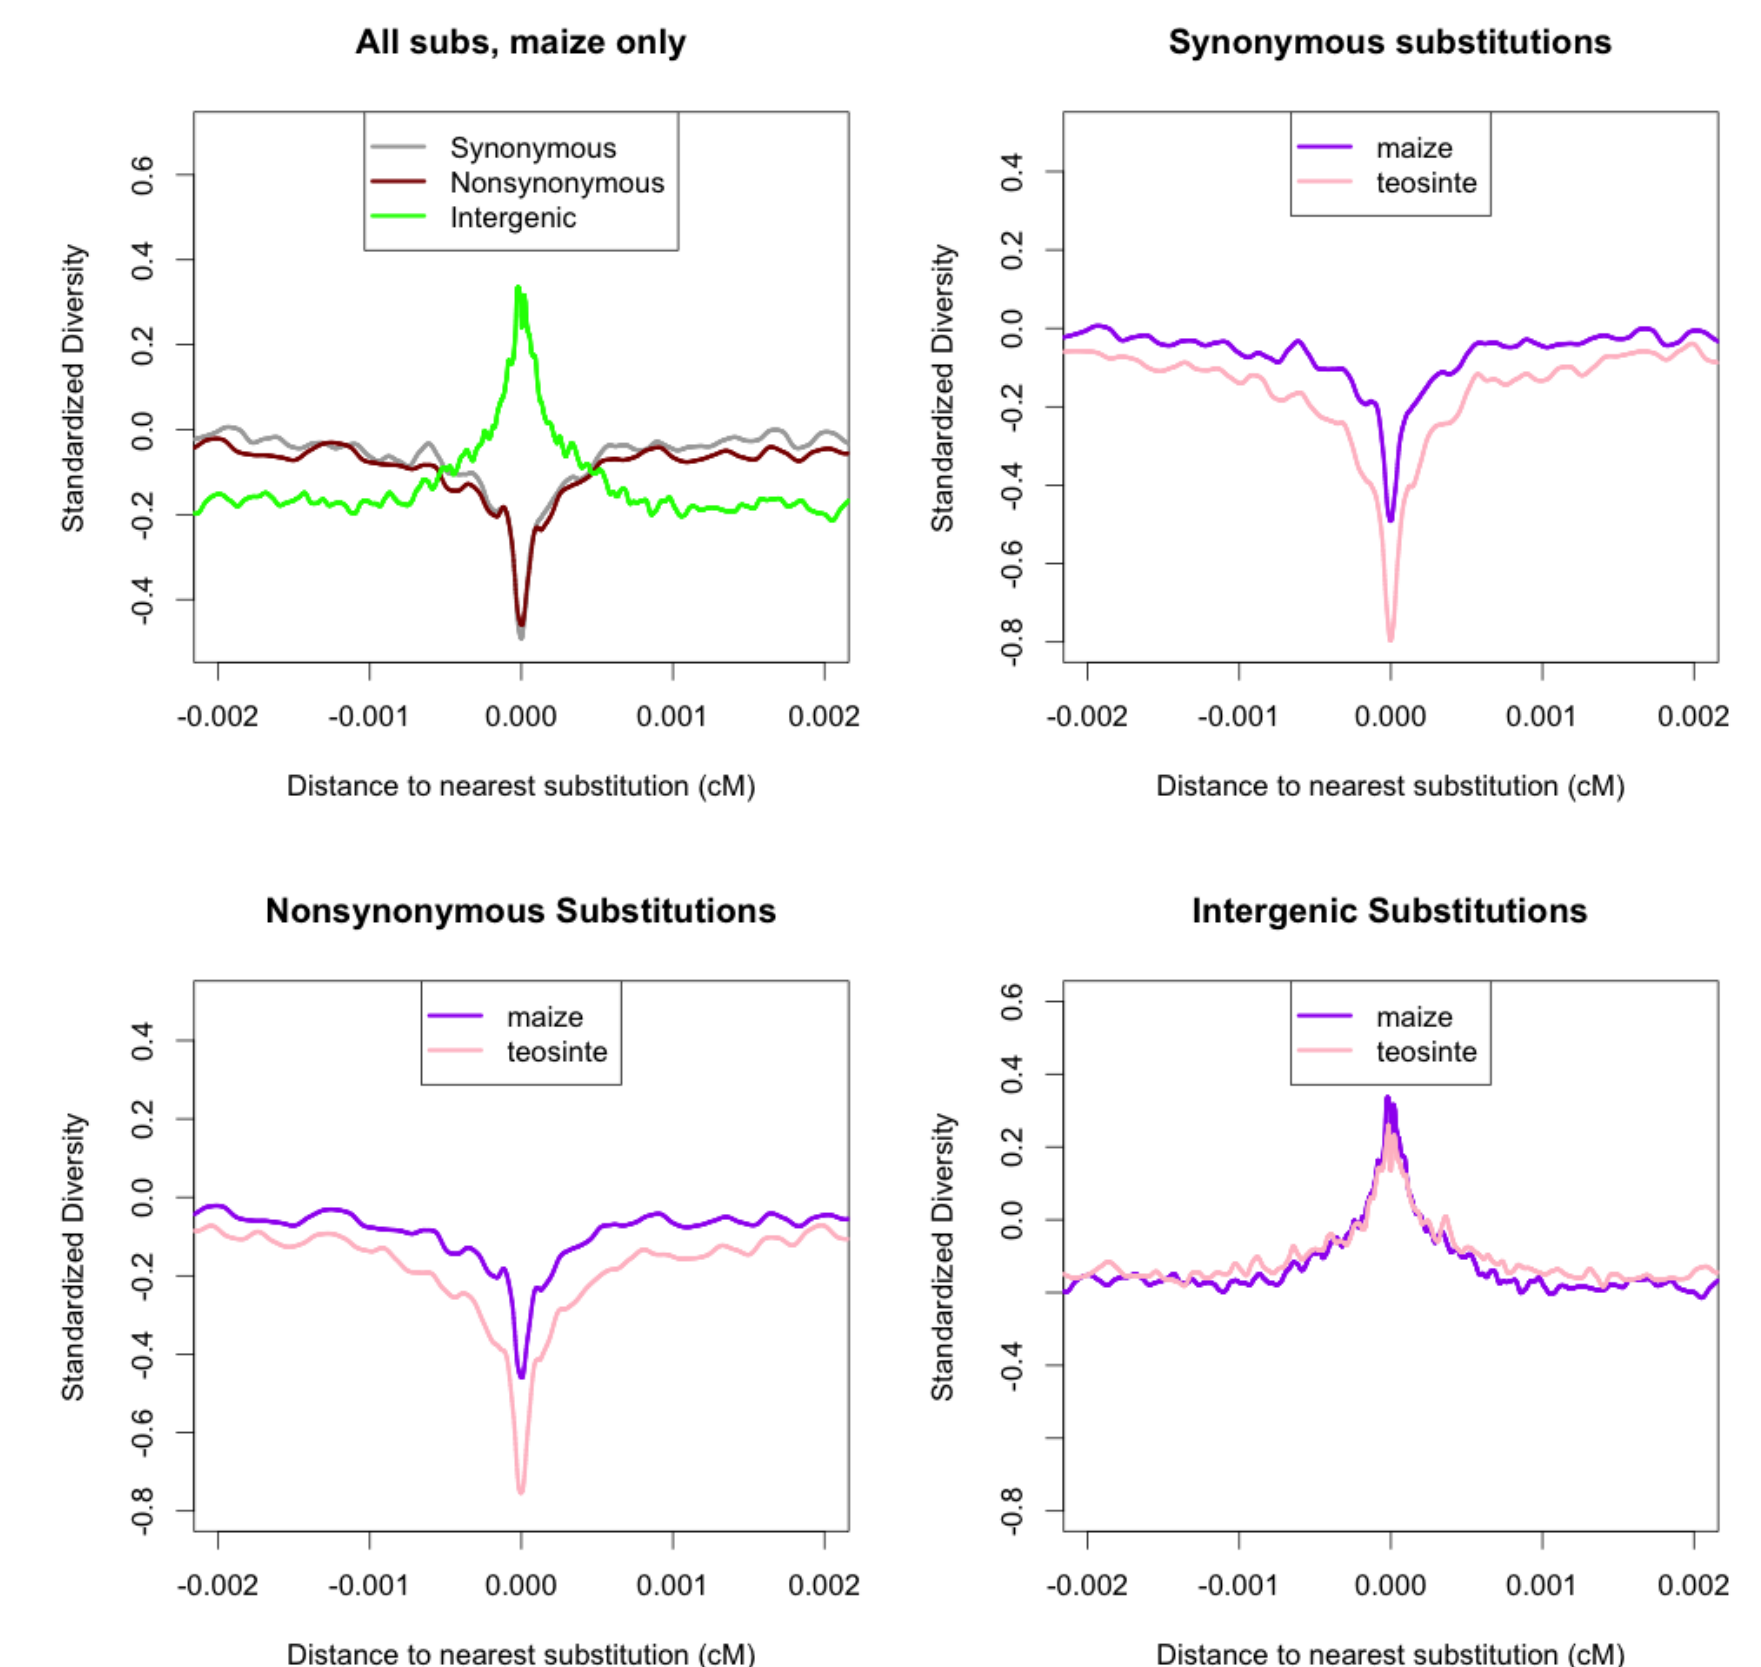 All subs, maize only
Synonymous
Nonsynonymous
Intergenic
Standardized Diversity
0.6
0.4
0.2
0.0
-0.2
-0.4
-0.002 -0.001 0.000 0.001 0.002
Distance to nearest substitution (cM)
Synonymous substitutions
maize
teosinte
Standardized Diversity
0.4
0.2
0.0
-0.2
-0.4
-0.6
-0.8
-0.002 -0.001 0.000 0.001 0.002
Distance to nearest substitution (cM)
Nonsynonymous Substitutions
maize
teosinte
Standardized Diversity
0.4
0.2
0.0
-0.2
-0.4
-0.6
-0.8
-0.002 -0.001 0.000 0.001 0.002
Distance to nearest substitution (cM)
Intergenic Substitutions
maize
teosinte
Standardized Diversity
0.6
0.4
0.2
0.0
-0.4
-0.8
-0.002 -0.001 0.000 0.001 0.002
Distance to nearest substitution (cM)